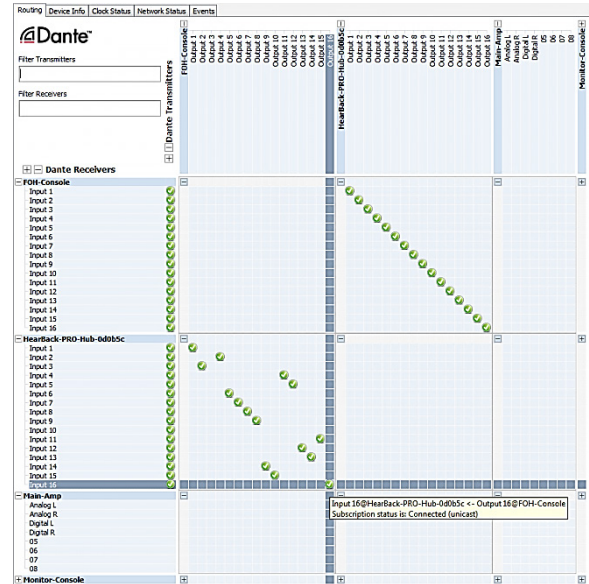 Routing Device Info Clock Status Network Status Events
Dante™
Filter Transmitters
Filter Receivers
Dante Transmitters
FOH-Console
Output 1
Output 2
Output 3
Output 4
Output 5
Output 6
Output 7
Output 8
Output 9
Output 10
Output 11
Output 12
Output 13
Output 14
Output 15
Output 16
HearBack-PRO-Hub-0d0b5c
Output 1
Output 2
Output 3
Output 4
Output 5
Output 6
Output 7
Output 8
Output 9
Output 10
Output 11
Output 12
Output 13
Output 14
Output 15
Output 16
Main-Amp
Analog L
Analog R
Digital L
Digital R
05
06
07
08
Monitor-Console
Dante Receivers
FOH-Console
Input 1
Input 2
Input 3
Input 4
Input 5
Input 6
Input 7
Input 8
Input 9
Input 10
Input 11
Input 12
Input 13
Input 14
Input 15
Input 16
HearBack-PRO-Hub-0d0b5c
Input 1
Input 2
Input 3
Input 4
Input 5
Input 6
Input 7
Input 8
Input 9
Input 10
Input 11
Input 12
Input 13
Input 14
Input 15
Input 16
Input 16@HearBack-PRO-Hub-0d0b5c <- Output 16@FOH-Console
Subscription status is: Connected (unicast)
Main-Amp
Analog L
Analog R
Digital L
Digital R
05
06
07
08
Monitor-Console